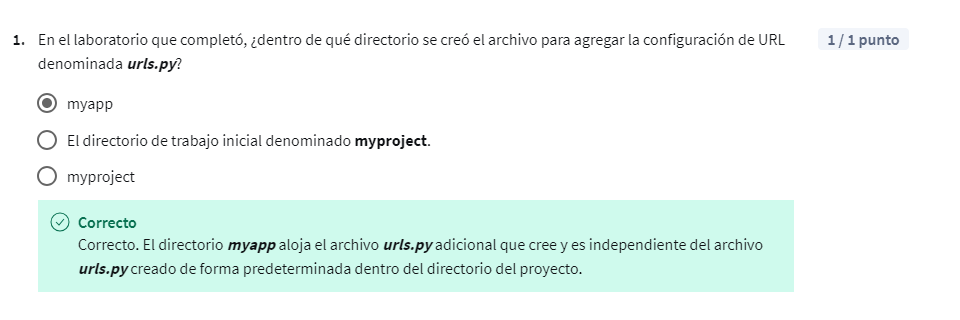 1. En el laboratorio que completó, ¿dentro de qué directorio se creó el archivo para agregar la configuración de URL
denominada urls.py?
1 / 1 punto
myapp
El directorio de trabajo inicial denominado myproject.
myproject
Correcto
Correcto. El directorio myapp aloja el archivo urls.py adicional que cree y es independiente del archivo
urls.py creado de forma predeterminada dentro del directorio del proyecto.